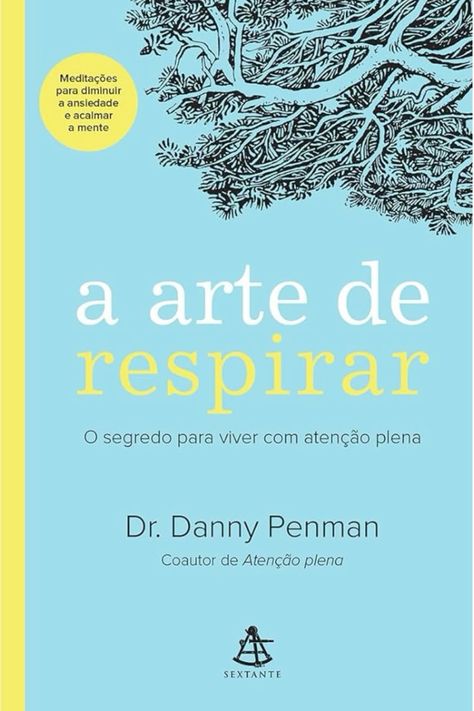 Meditações
para diminuir
a ansiedade
e acalmar
a mente
a arte de
respirar
O segredo para viver com atenção plena
Dr. Danny Penman
Coautor de Atenção plena
SEXTANTE